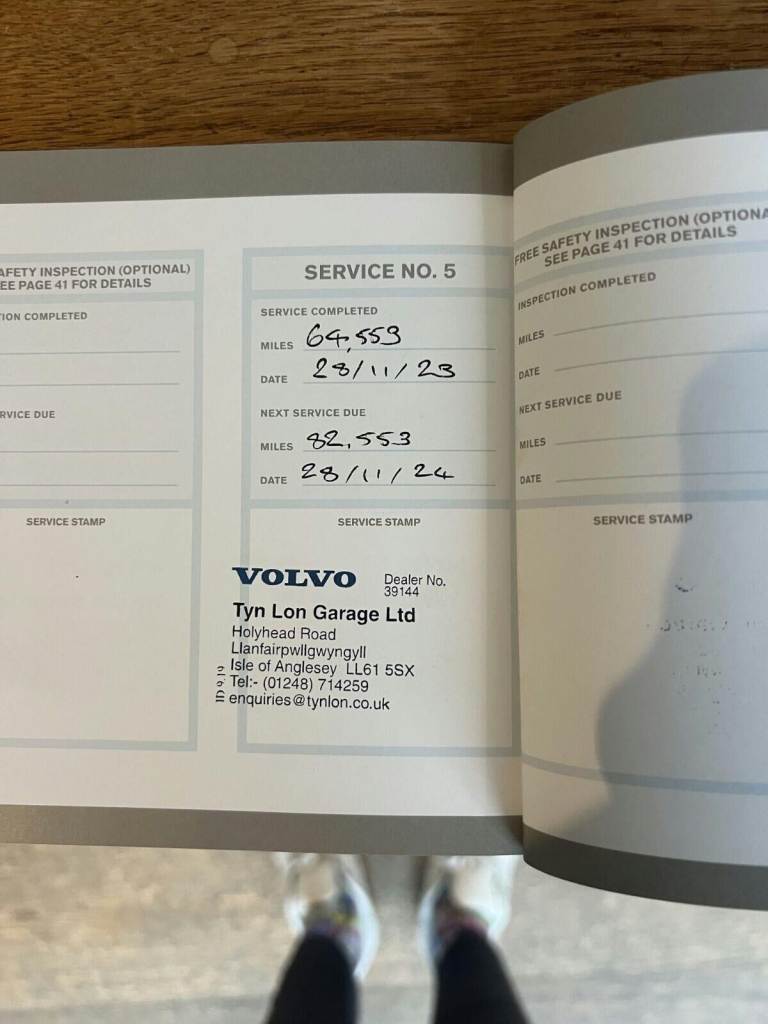 AFETY INSPECTION (OPTIONAL)
EE PAGE 41 FOR DETAILS
ION COMPLETED
RVICE DUE
SERVICE STAMP
SERVICE NO. 5
SERVICE COMPLETED
MILES 64,553
DATE 28/11/23
NEXT SERVICE DUE
MILES 82,553
DATE 28/11/24
SERVICE STAMP
VOLVO Dealer No.
39144
Tyn Lon Garage Ltd
Holyhead Road
Llanfairpwllgwyngyll
Isle of Anglesey LL61 5SX
Tel:- (01248) 714259
enquiries@tynlon.co.uk
FREE SAFETY INSPECTION (OPTIONA
SEE PAGE 41 FOR DETAILS
INSPECTION COMPLETED
MILES
DATE
NEXT SERVICE DUE
MILES
DATE
SERVICE STAMP